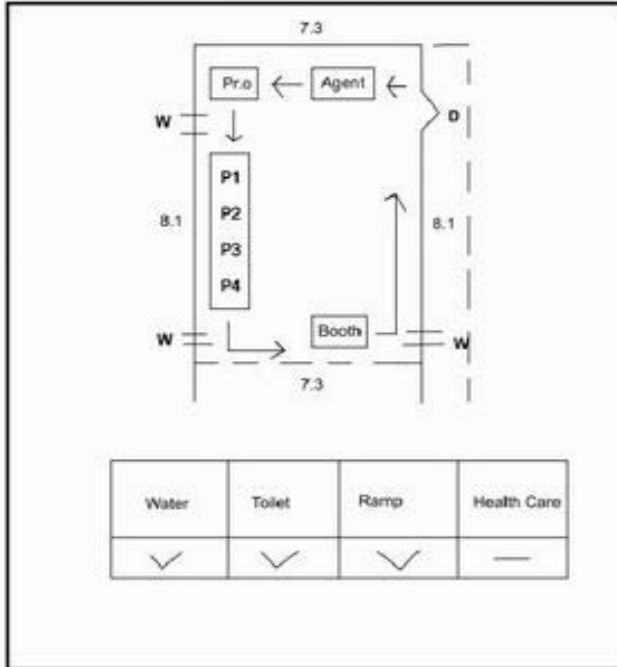 7.3
Pr.o
Agent
W
D
P1
P2
8.1
8.1
P3
P4
Booth
W
W
7.3
Water Toilet Ramp Health Care